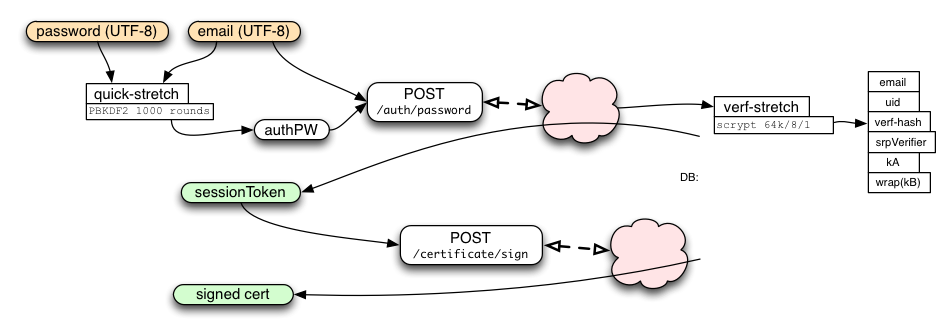 password (UTF-8)
email (UTF-8)
quick-stretch
PBKDF2 1000 rounds
authPW
POST
/auth/password
verf-stretch
scrypt 64k/8/1
email
uid
verf-hash
srpVerifier
kA
wrap(kB)
DB:
sessionToken
POST
/certificate/sign
signed cert